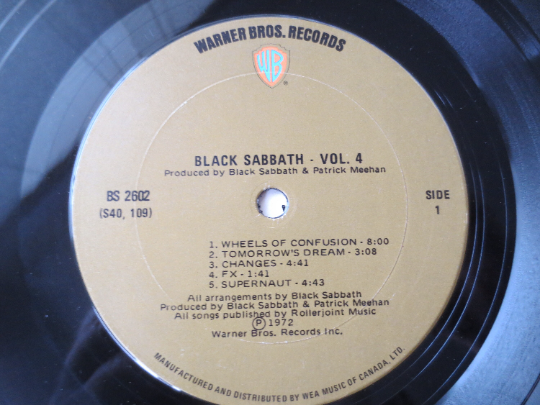 WARNER BROS. RECORDS
WB
®
BLACK SABBATH - VOL. 4
Produced by Black Sabbath & Patrick Meehan
BS 2602
(S40, 109)
SIDE
1
1. WHEELS OF CONFUSION - 8:00
2. TOMORROW'S DREAM - 3:08
3. CHANGES - 4:41
4. FX - 1:41
5. SUPERNAUT - 4:43
All arrangements by Black Sabbath
Produced by Black Sabbath & Patrick Meehan
All songs published by Rollerjoint Music
Ⓟ 1972
Warner Bros. Records Inc.
MANUFACTURED AND DISTRIBUTED BY WEA MUSIC OF CANADA, LTD.